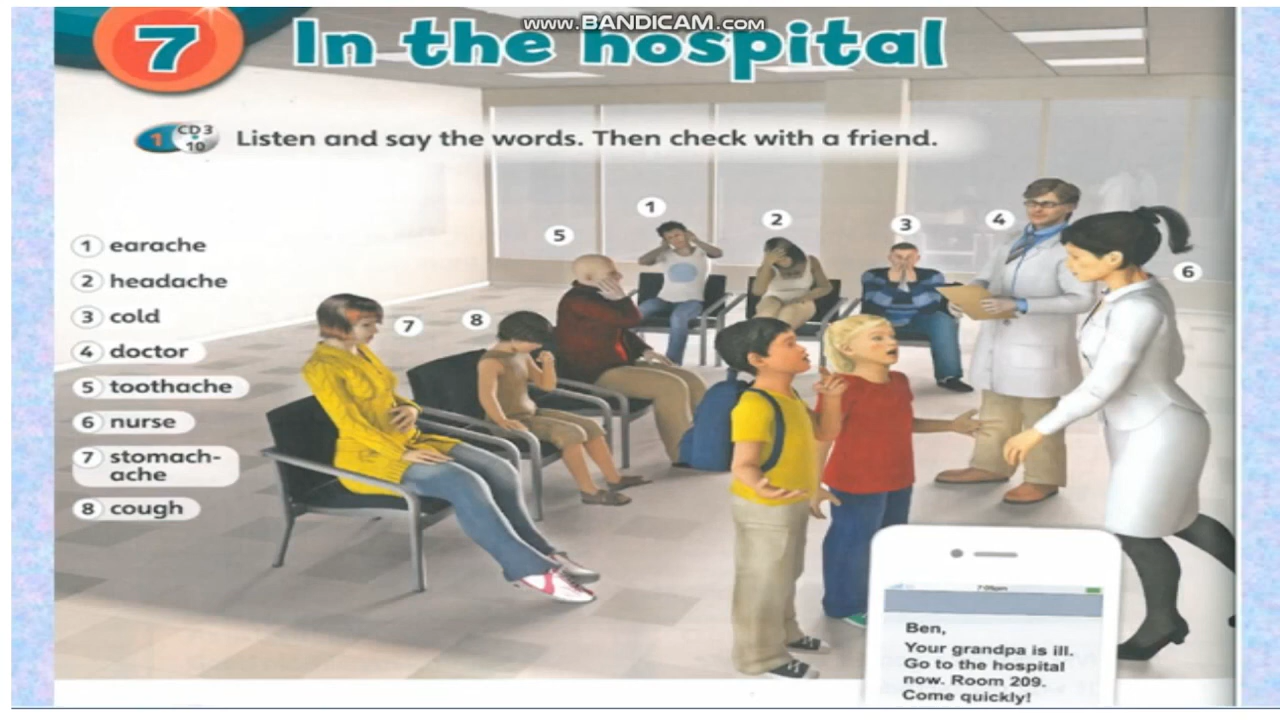 www.BANDICAM.com
7 In the hospital
1 CD3 10 Listen and say the words. Then check with a friend.
1 earache
2 headache
3 cold
4 doctor
5 toothache
6 nurse
7 stomach-
ache
8 cough
1
2
3
4
5
6
7
8
Ben,
Your grandpa is ill.
Go to the hospital
now. Room 209.
Come quickly!